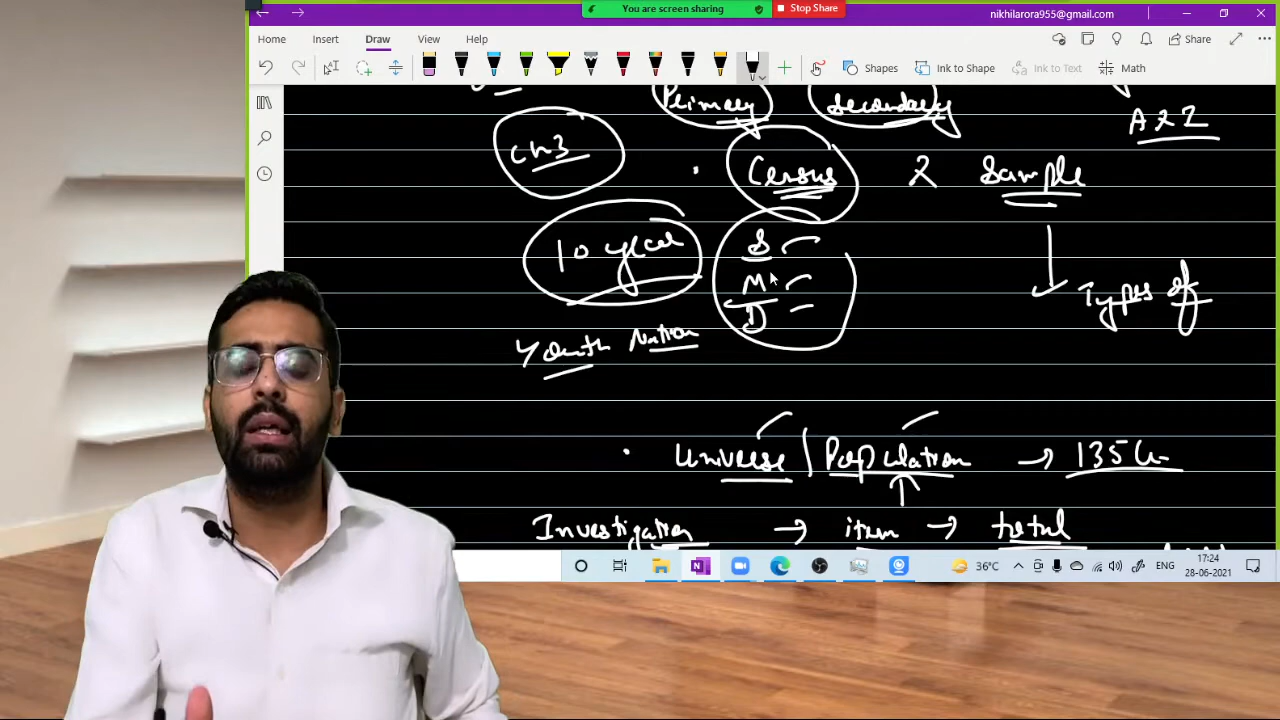 You are screen sharing Stop Share
nikhilarora955@gmail.com
Home Insert Draw View Help
Share
Shapes Ink to Shape Ink to Text Math
Primary Secondary
A & Z
Ch3 . Census & Sample
10 year S
M
D
Types of
Youth Nation
. Universe | Population → 135 Cr
Investigation → item → total
36°C ENG 17:24
28-06-2021